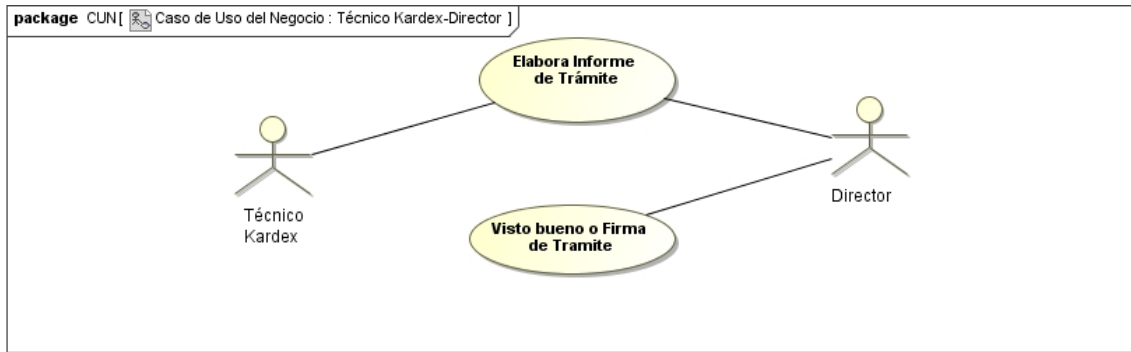 package CUN [ Caso de Uso del Negocio : Técnico Kardex-Director ]
Elabora Informe
de Trámite
Técnico
Kardex
Director
Visto bueno o Firma
de Tramite